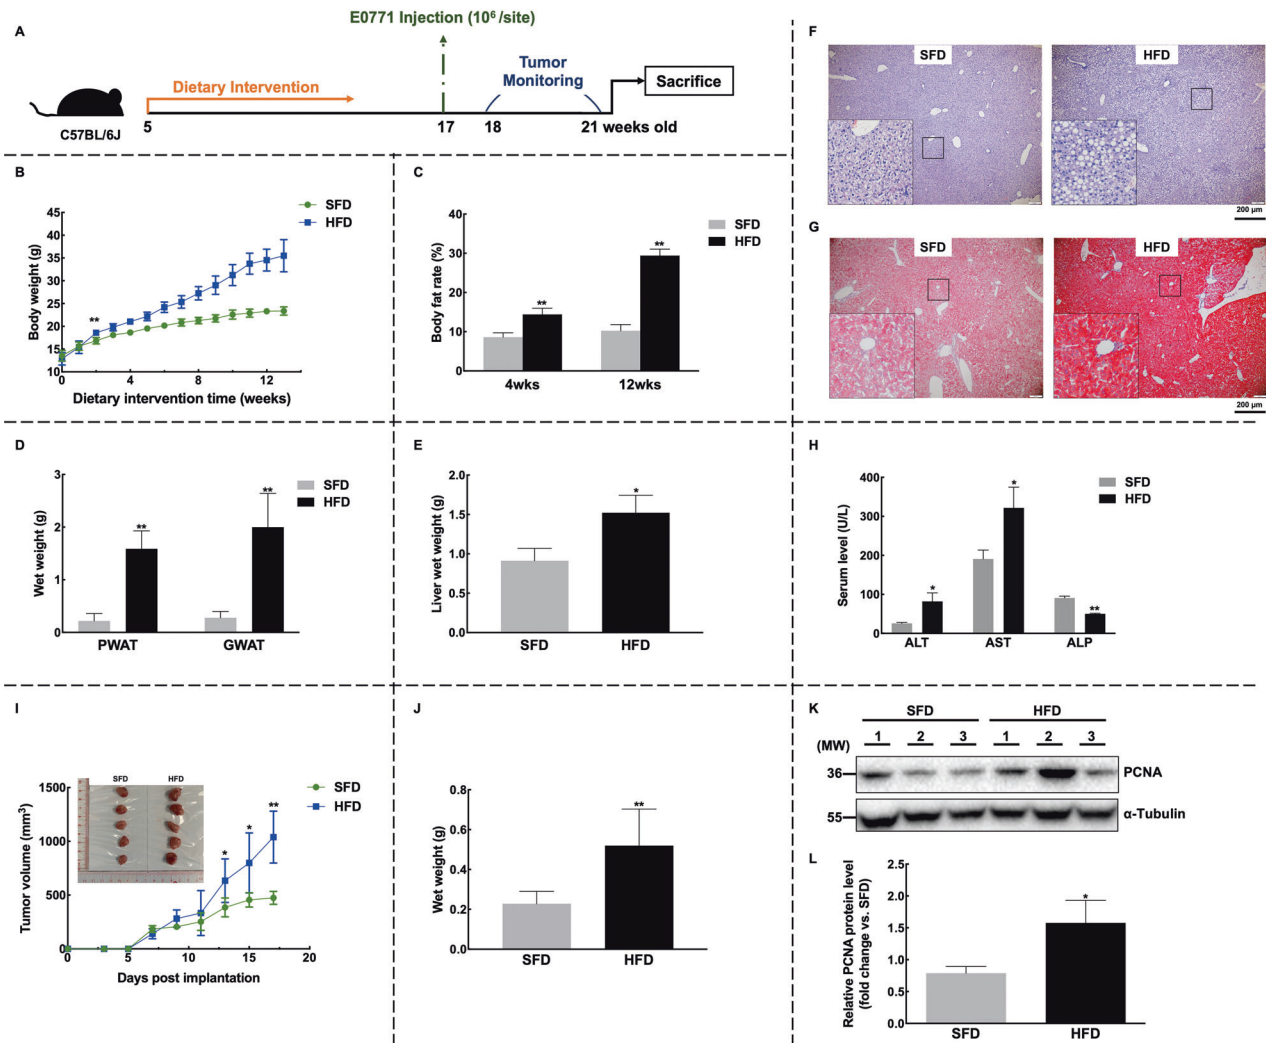 A
E0771 Injection (10⁶/site)
Dietary Intervention
Tumor
Monitoring
Sacrifice
C57BL/6J
5
17
18
21 weeks old
B
SFD
HFD
Body weight (g)
45
40
35
30
25
20
15
10
**
0
4
8
12
Dietary intervention time (weeks)
C
SFD
HFD
Body fat rate (%)
40
30
20
10
0
**
**
4wks
12wks
D
SFD
HFD
Wet weight (g)
3
2
1
0
**
**
PWAT
GWAT
E
Liver wet weight (g)
2.0
1.5
1.0
0.5
0.0
*
SFD
HFD
F
SFD
HFD
200 µm
G
SFD
HFD
200 µm
H
SFD
HFD
Serum level (U/L)
400
300
200
100
0
*
*
**
ALT
AST
ALP
I
SFD
HFD
SFD
HFD
Tumor volume (mm³)
1500
1000
500
0
*
*
**
0
5
10
15
20
Days post implantation
J
Wet weight (g)
0.8
0.6
0.4
0.2
0.0
**
SFD
HFD
K
SFD
HFD
(MW)
1
2
3
1
2
3
36
PCNA
55
α-Tubulin
L
Relative PCNA protein level
(fold change vs. SFD)
2.5
2.0
1.5
1.0
0.5
0.0
*
SFD
HFD